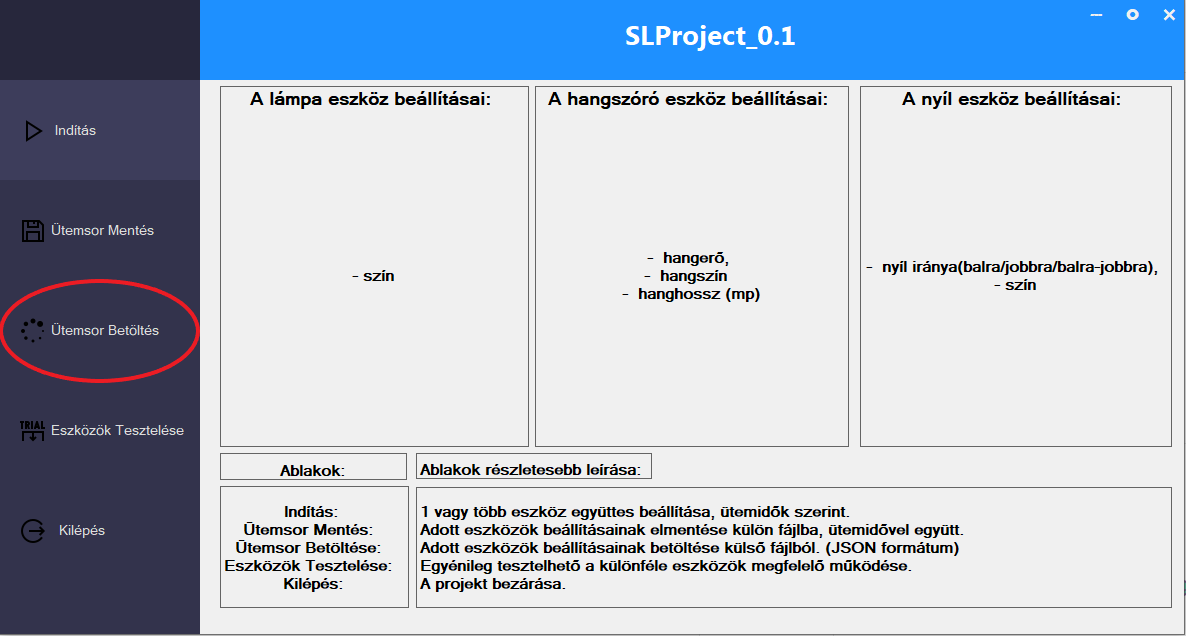 SLProject_0.1
Indítás
Ütemsor Mentés
Ütemsor Betöltés
TRIAL
Eszközök Tesztelése
Kilépés
A lámpa eszköz beállításai:
- szín
A hangszóró eszköz beállításai:
- hangerő,
- hangszín
- hanghossz (mp)
A nyíl eszköz beállításai:
- nyíl iránya(balra/jobbra/balra-jobbra),
- szín
Ablakok:
Ablakok részletesebb leírása:
Indítás:
Ütemsor Mentés:
Ütemsor Betöltése:
Eszközök Tesztelése:
Kilépés:
1 vagy több eszköz együttes beállítása, ütemidők szerint.
Adott eszközök beállításainak elmentése külön fájlba, ütemidővel együtt.
Adott eszközök beállításainak betöltése külső fájlból. (JSON formátum)
Egyénileg tesztelhető a különféle eszközök megfelelő működése.
A projekt bezárása.